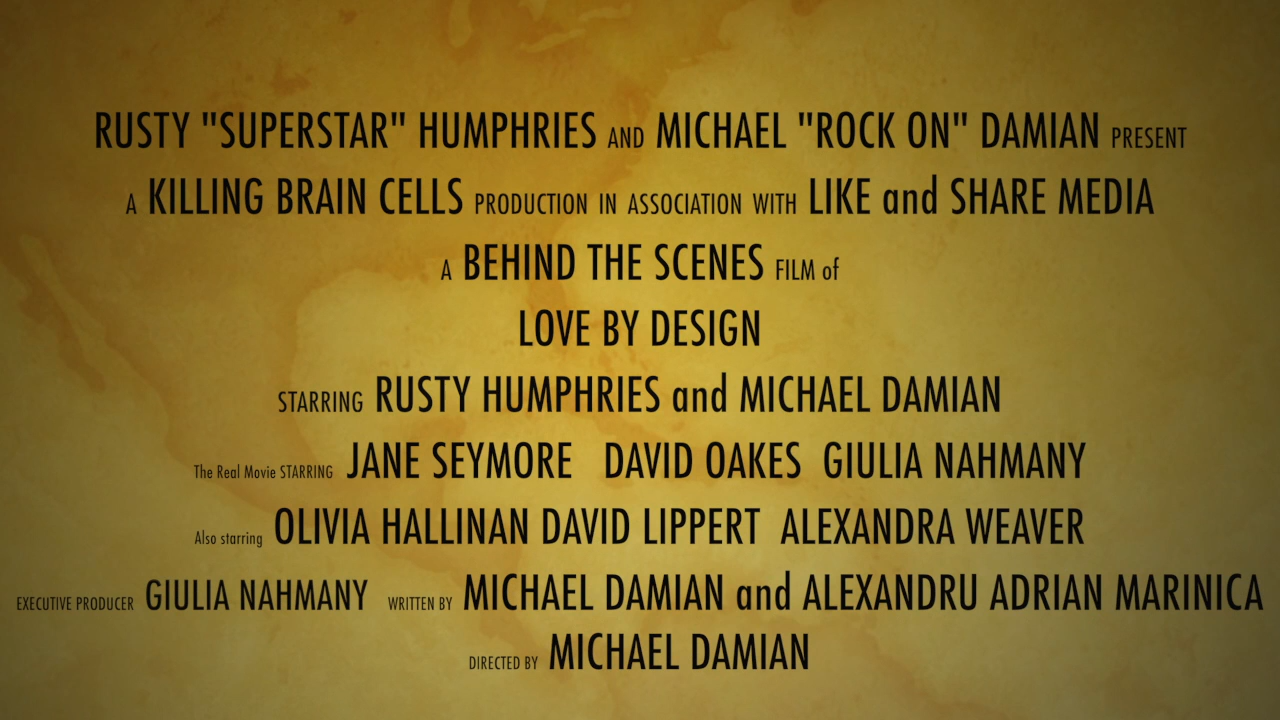 RUSTY "SUPERSTAR" HUMPHRIES AND MICHAEL "ROCK ON" DAMIAN PRESENT
A KILLING BRAIN CELLS PRODUCTION IN ASSOCIATION WITH LIKE and SHARE MEDIA
A BEHIND THE SCENES FILM of
LOVE BY DESIGN
STARRING RUSTY HUMPHRIES and MICHAEL DAMIAN
The Real Movie STARRING JANE SEYMORE DAVID OAKES GIULIA NAHMANY
Also starring OLIVIA HALLINAN DAVID LIPPERT ALEXANDRA WEAVER
EXECUTIVE PRODUCER GIULIA NAHMANY WRITTEN BY MICHAEL DAMIAN and ALEXANDRU ADRIAN MARINICA
DIRECTED BY MICHAEL DAMIAN